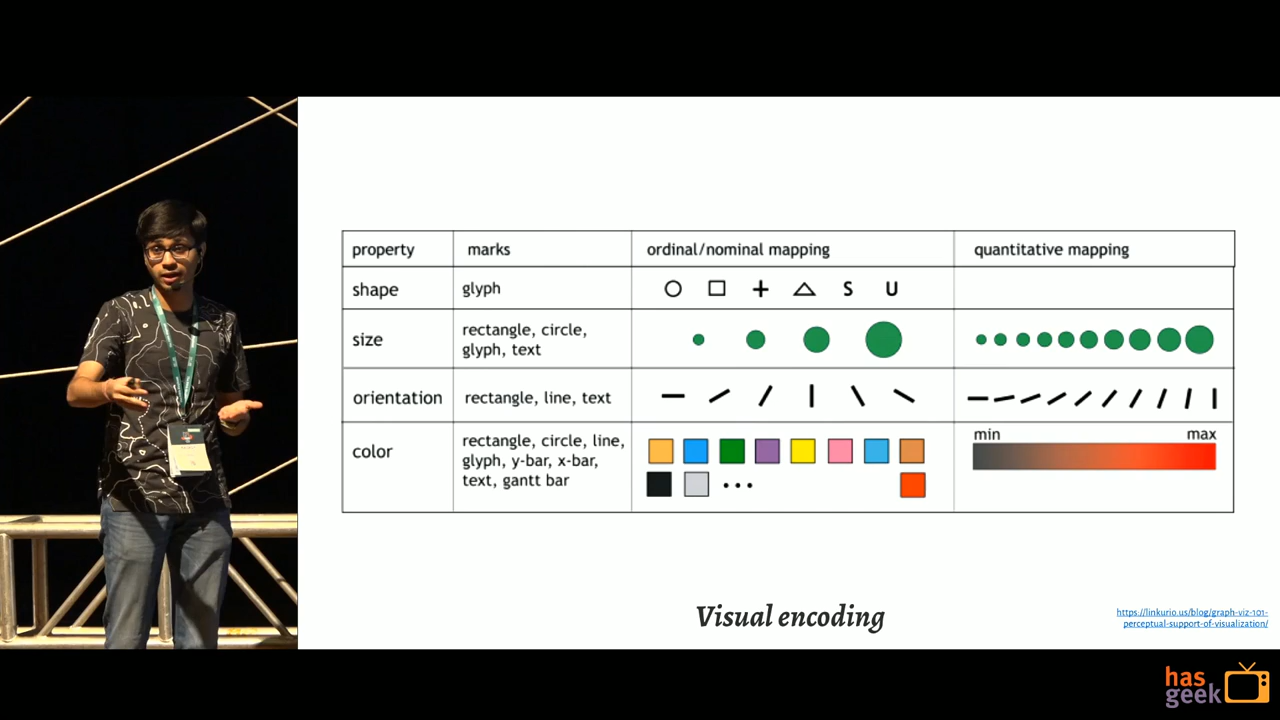 property marks ordinal/nominal mapping quantitative mapping
shape glyph S U
size rectangle, circle,
glyph, text
orientation rectangle, line, text
color rectangle, circle, line,
glyph, y-bar, x-bar,
text, gantt bar
min max
Visual encoding
https://linkurio.us/blog/graph-viz-101-
perceptual-support-of-visualization/
has
geek